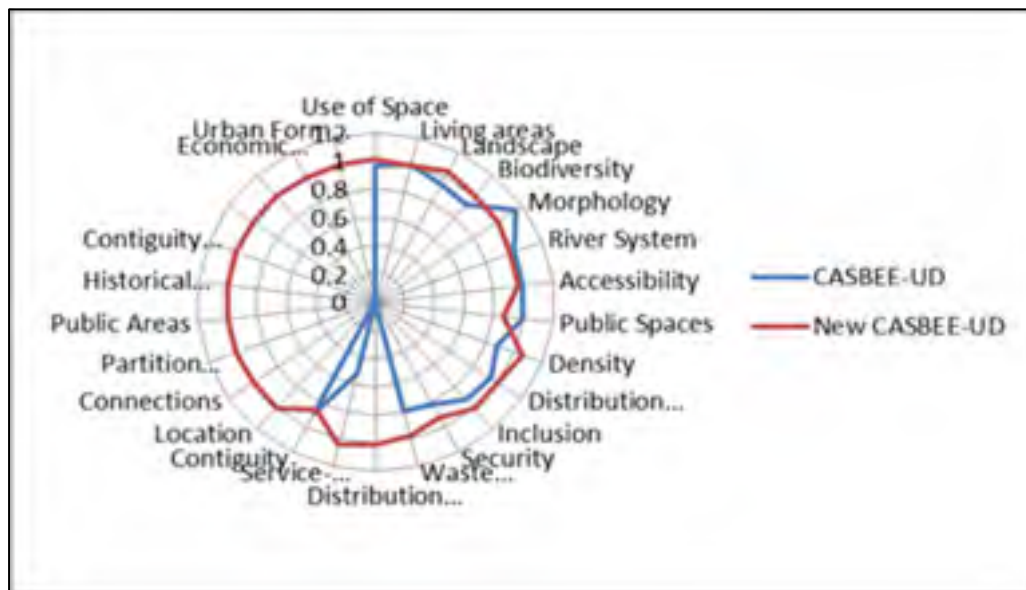 Use of Space
Living areas
Landscape
Biodiversity
Morphology
River System
Accessibility
Public Spaces
Density
Distribution...
Inclusion
Security
Waste...
Distribution...
Service-...
Contiguity
Location
Connections
Partition...
Public Areas
Historical...
Contiguity...
Economic...
Urban Form...
1.2
1
0.8
0.6
0.4
0.2
0
CASBEE-UD
New CASBEE-UD